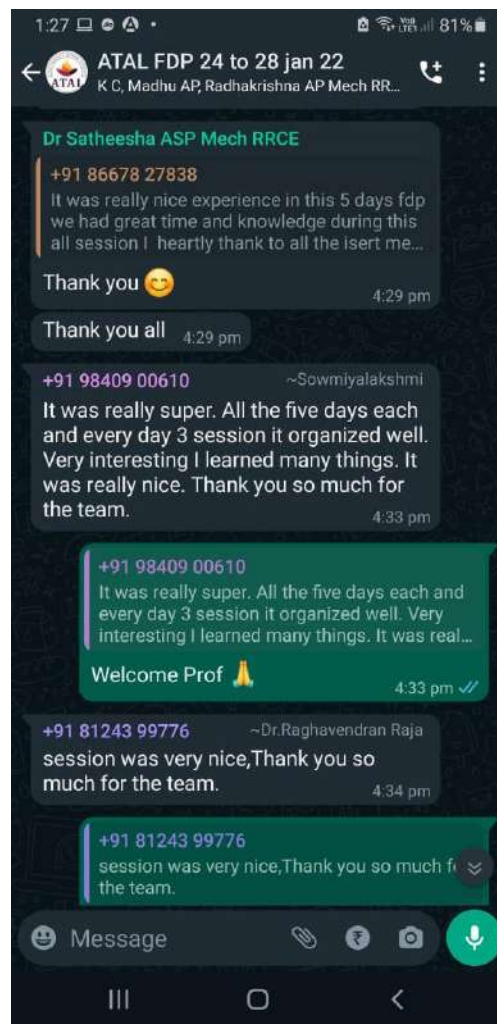 1:27
81%
ATAL FDP 24 to 28 jan 22
ATAL
K C, Madhu AP, Radhakrishna AP Mech RR...
Dr Satheesha ASP Mech RRCE
+91 86678 27838
It was really nice experience in this 5 days fdp
we had great time and knowledge during this
all session I heartly thank to all the isert me...
Thank you 😊
4:29 pm
Thank you all 4:29 pm
+91 98409 00610 ~Sowmiyalakshmi
It was really super. All the five days each
and every day 3 session it organized well.
Very interesting I learned many things. It
was really nice. Thank you so much for
the team.
4:33 pm
+91 98409 00610
It was really super. All the five days each and
every day 3 session it organized well. Very
interesting I learned many things. It was real...
Welcome Prof 🙏
4:33 pm
+91 81243 99776 ~Dr.Raghavendran Raja
session was very nice,Thank you so
much for the team.
4:34 pm
+91 81243 99776
session was very nice,Thank you so much f
the team.
Message